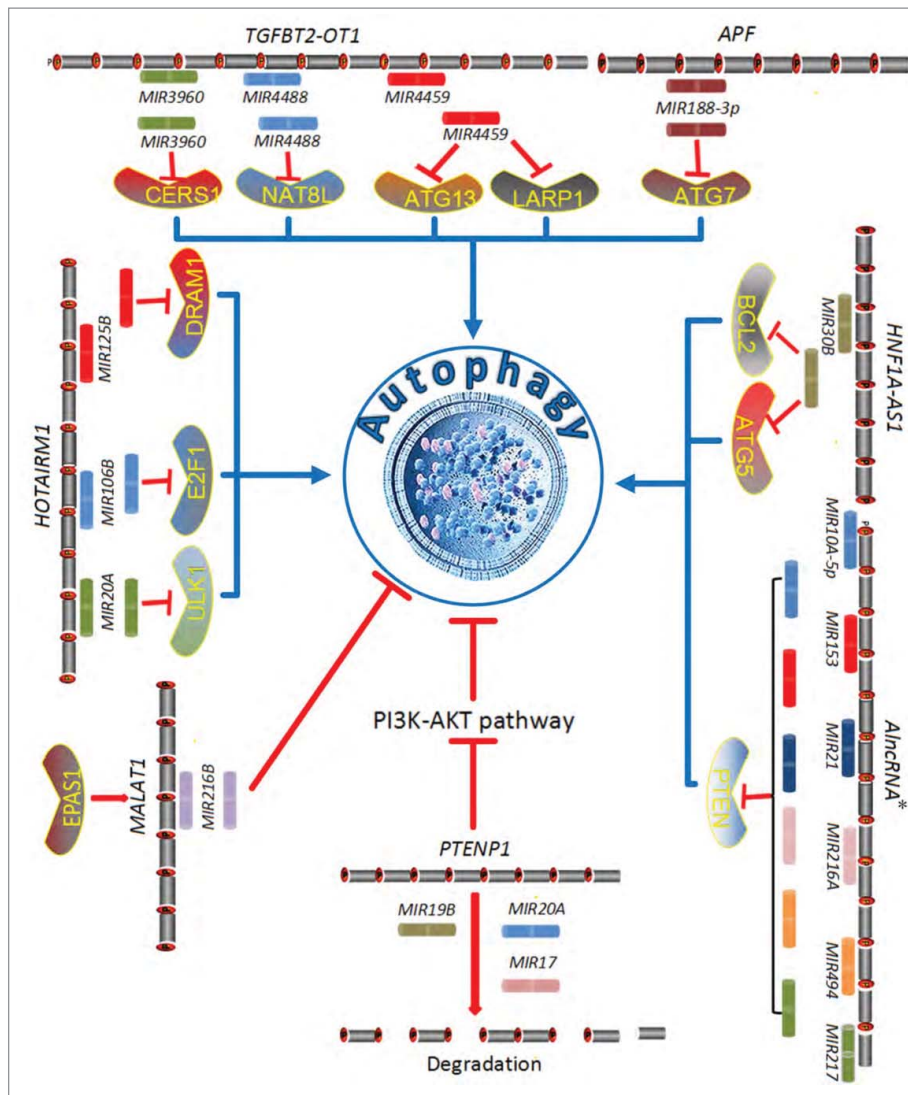 TGFBT2-OT1
APF
MIR3960
MIR4488
MIR4459
MIR188-3p
MIR3960
MIR4488
MIR4459
CERS1
NAT8L
ATG13
LARP1
ATG7
HOTAIRM1
MIR125B
DRAM1
MIR106B
E2F1
MIR20A
ULK1
Autophagy
BCL2
MIR30B
HNF1A-AS1
ATG5
MIR10A-5p
MIR153
MIR21
AlncRNA*
PTEN
MIR216A
MIR494
MIR217
EPAS1
MALAT1
MIR216B
PI3K-AKT pathway
PTENP1
MIR19B
MIR20A
MIR17
Degradation